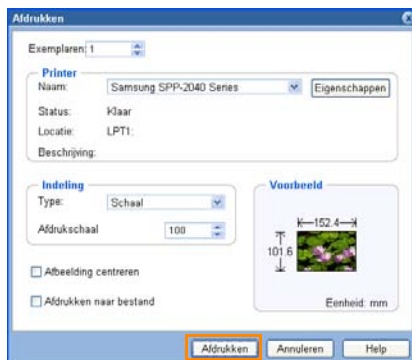 Afdrukken
Exemplaren: 1
Printer
Naam: Samsung SPP-2040 Series Eigenschappen
Status: Klaar
Locatie: LPT1:
Beschrijving:
Indeling
Type: Schaal
Afdrukschaal 100
Afbeelding centreren
Afdrukken naar bestand
Voorbeeld
152.4
101.6
Eenheid: mm
Afdrukken Annuleren Help